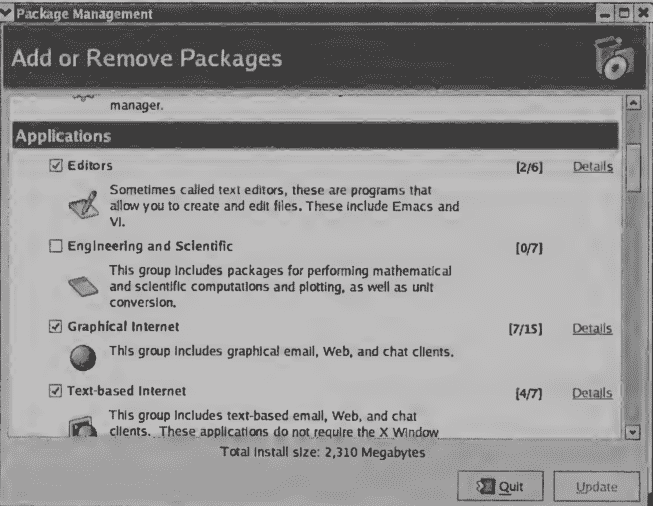 Package Management
Add or Remove Packages
manager.
Applications
Editors [2/6] Details
Sometimes called text editors, these are programs that
allow you to create and edit files. These include Emacs and
Vi.
Engineering and Scientific [0/7]
This group includes packages for performing mathematical
and scientific computations and plotting, as well as unit
conversion.
Graphical Internet [7/15] Details
This group includes graphical email, Web, and chat clients.
Text-based Internet [4/7] Details
This group includes text-based email, Web, and chat
clients. These applications do not require the X Window
Total install size: 2,310 Megabytes
Quit Update